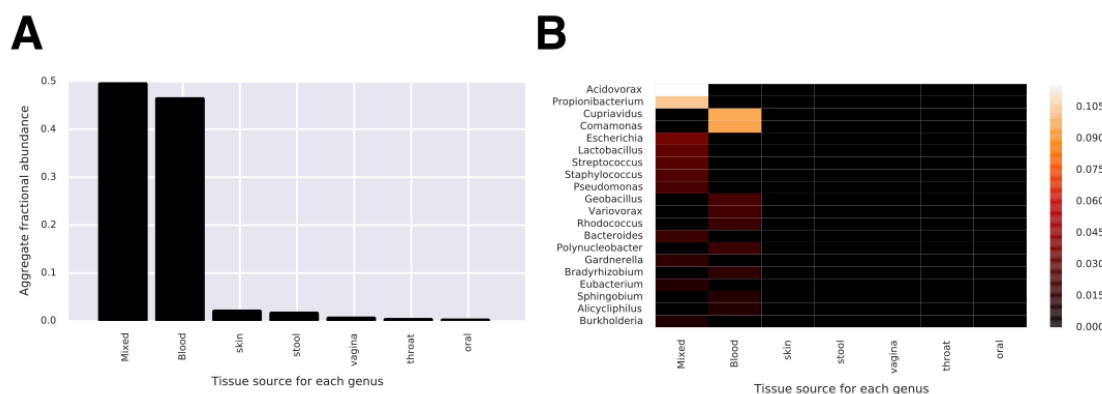 A
B
Aggregate fractional abundance
0.5
0.4
0.3
0.2
0.1
0.0
Mixed
Blood
skin
stool
vagina
throat
oral
Tissue source for each genus
Acidovorax
Propionibacterium
Cupriavidus
Comamonas
Escherichia
Lactobacillus
Streptococcus
Staphylococcus
Pseudomonas
Geobacillus
Variovorax
Rhodococcus
Bacteroides
Polynucleobacter
Gardnerella
Bradyrhizobium
Eubacterium
Sphingobium
Alicycliphilus
Burkholderia
Mixed
Blood
skin
stool
vagina
throat
oral
Tissue source for each genus
0.105
0.090
0.075
0.060
0.045
0.030
0.015
0.000